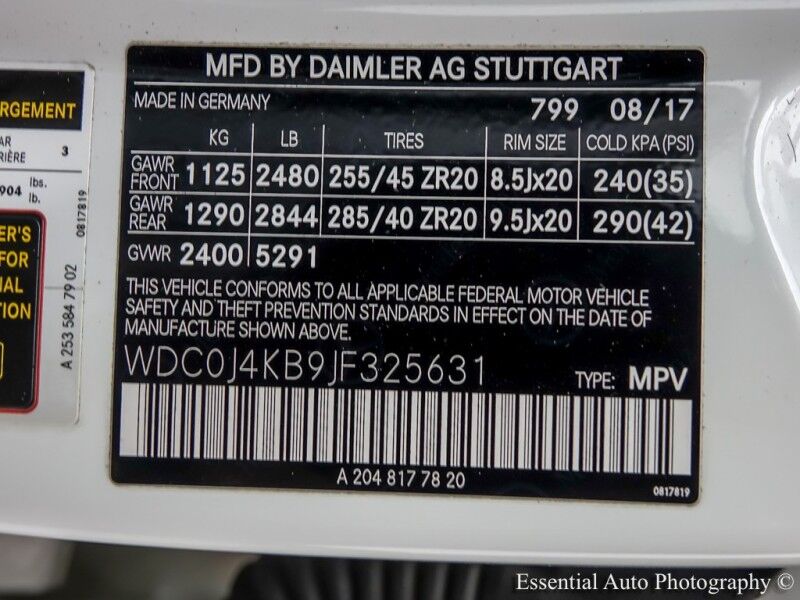 RGEMENT
3
904 lbs.
lb.
0817819
ER'S
FOR
A 253 584 79 02
MFD BY DAIMLER AG STUTTGART
MADE IN GERMANY 799 08/17
KG LB TIRES RIM SIZE COLD KPA (PSI)
GAWR FRONT 1125 2480 255/45 ZR20 8.5Jx20 240(35)
GAWR REAR 1290 2844 285/40 ZR20 9.5Jx20 290(42)
GVWR 2400 5291
THIS VEHICLE CONFORMS TO ALL APPLICABLE FEDERAL MOTOR VEHICLE
SAFETY AND THEFT PREVENTION STANDARDS IN EFFECT ON THE DATE OF
MANUFACTURE SHOWN ABOVE.
WDC0J4KB9JF325631 TYPE: MPV
A 204 817 78 20
0817819
Essential Auto Photography ©